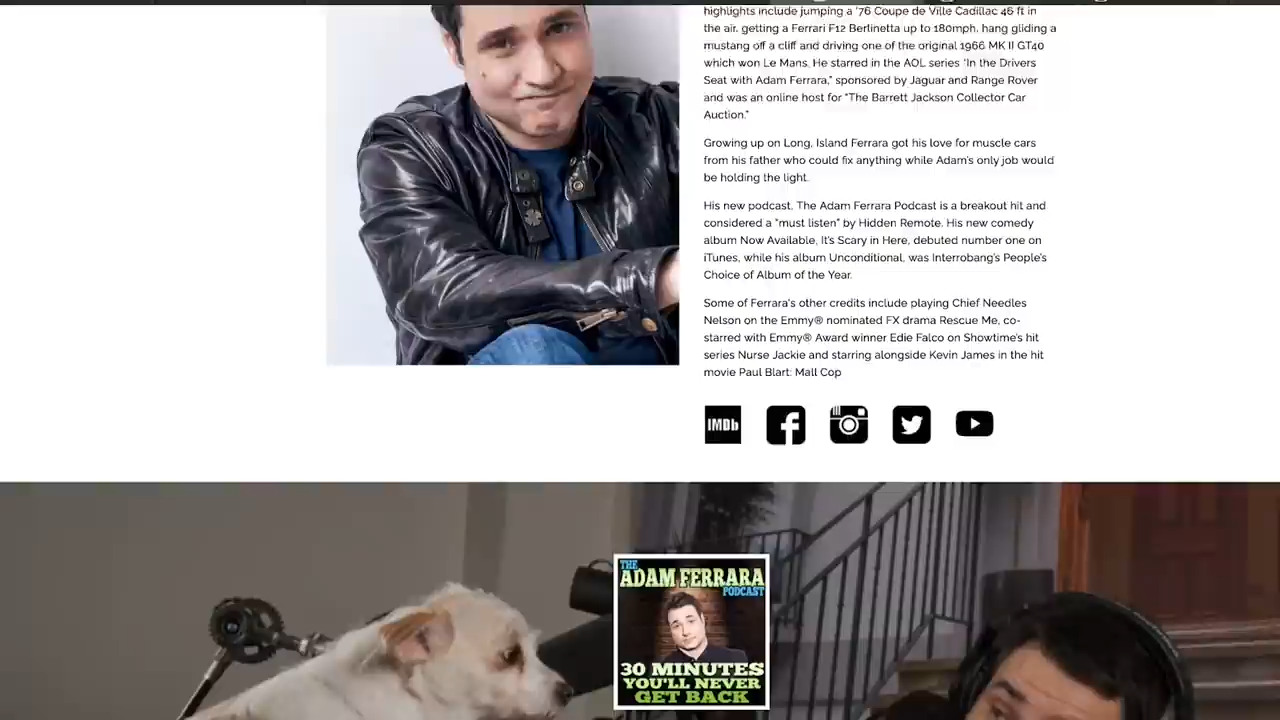 highlights include jumping a '76 Coupe de Ville Cadillac 46 ft in
the air, getting a Ferrari F12 Berlinetta up to 180mph, hang gliding a
mustang off a cliff and driving one of the original 1966 MK II GT40
which won Le Mans. He starred in the AOL series "In the Drivers
Seat with Adam Ferrara," sponsored by Jaguar and Range Rover
and was an online host for "The Barrett Jackson Collector Car
Auction."
Growing up on Long, Island Ferrara got his love for muscle cars
from his father who could fix anything while Adam's only job would
be holding the light.
His new podcast, The Adam Ferrara Podcast is a breakout hit and
considered a "must listen" by Hidden Remote. His new comedy
album Now Available, It's Scary in Here, debuted number one on
iTunes, while his album Unconditional, was Interrobang's People's
Choice of Album of the Year.
Some of Ferrara's other credits include playing Chief Needles
Nelson on the Emmy® nominated FX drama Rescue Me, co-
starred with Emmy® Award winner Edie Falco on Showtime's hit
series Nurse Jackie and starring alongside Kevin James in the hit
movie Paul Blart: Mall Cop
IMDb
THE
ADAM FERRARA
PODCAST
30 MINUTES
YOU'LL NEVER
GET BACK